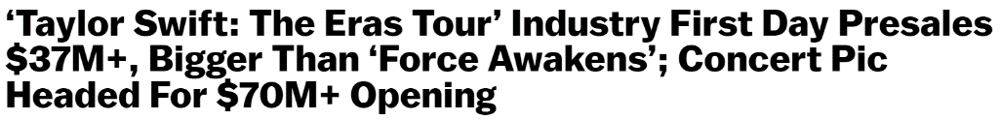 ‘Taylor Swift: The Eras Tour’ Industry First Day Presales
$37M+, Bigger Than ‘Force Awakens’; Concert Pic
Headed For $70M+ Opening